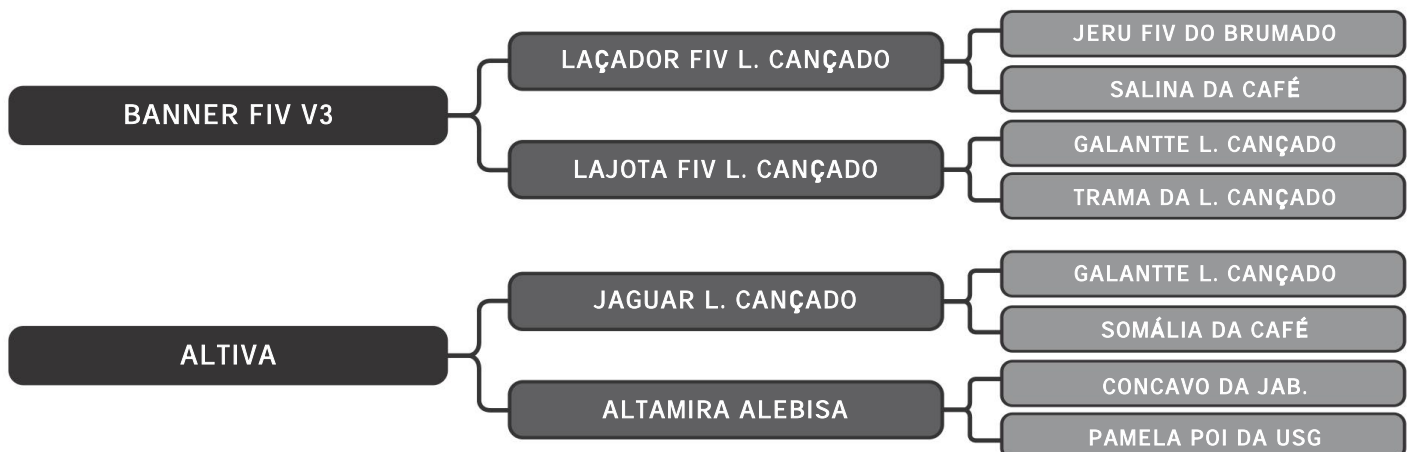 BANNER FIV V3
LAÇADOR FIV L. CANÇADO
JERU FIV DO BRUMADO
SALINA DA CAFÉ
LAJOTA FIV L. CANÇADO
GALANTTE L. CANÇADO
TRAMA DA L. CANÇADO
ALTIVA
JAGUAR L. CANÇADO
GALANTTE L. CANÇADO
SOMÁLIA DA CAFÉ
ALTAMIRA ALEBISA
CONCAVO DA JAB.
PAMELA POI DA USG